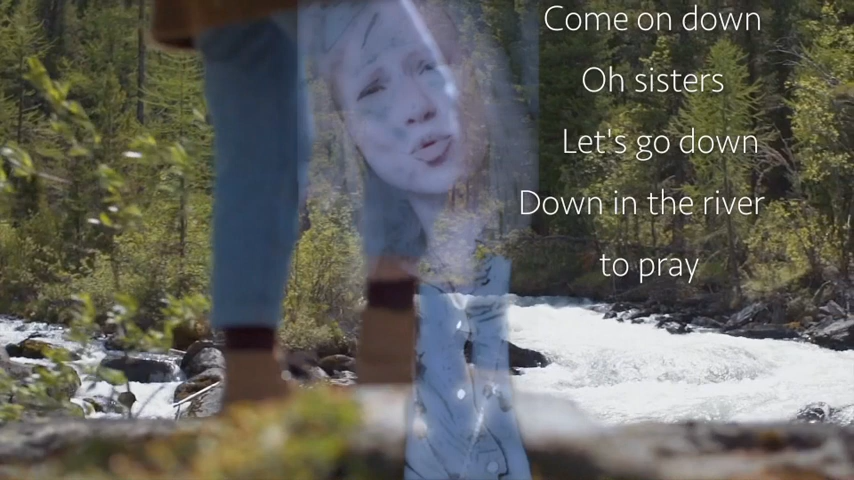 Come on down
Oh sisters
Let's go down
Down in the river
to pray